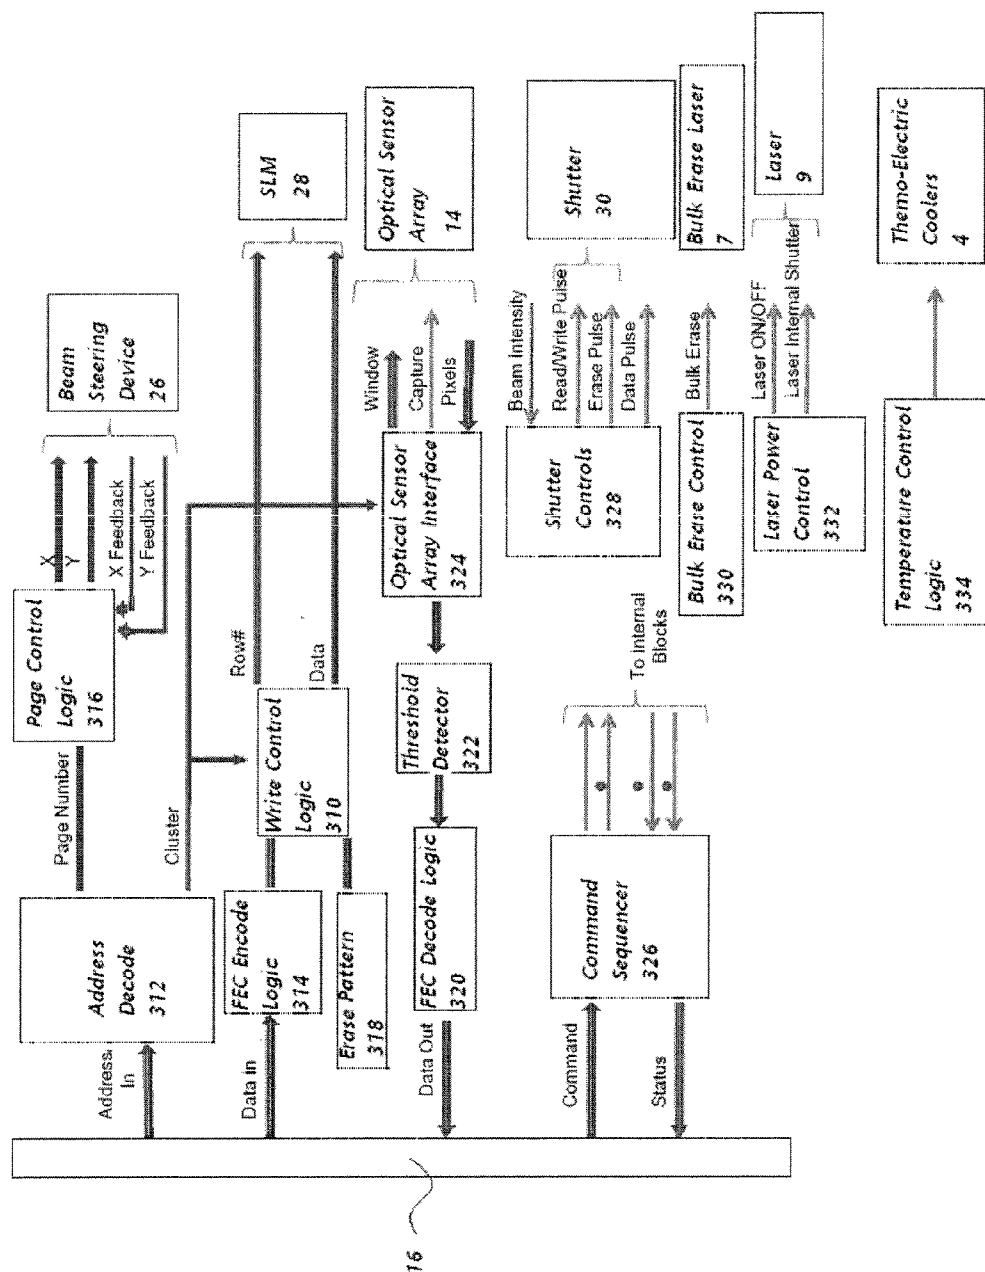 16
Address
In
Data in
Data Out
Command
Status
Address
Decode
312
FEC Encode
Logic
314
Erase Pattern
318
FEC Decode Logic
320
Command
Sequencer
326
Page Number
Cluster
Page Control
Logic
316
Write Control
Logic
310
Threshold
Detector
322
To Internal
Blocks
X
Y
X Feedback
Y Feedback
Row#
Data
Optical Sensor
Array Interface
324
Shutter
Controls
328
Bulk Erase Control
330
Laser Power
Control
332
Temperature Control
Logic
334
Window
Capture
Pixels
Beam Intensity
Read/Write Pulse
Erase Pulse
Data Pulse
Bulk Erase
Laser ON/OFF
Laser Internal Shutter
Beam
Steering
Device
26
SLM
28
Optical Sensor
Array
14
Shutter
30
Bulk Erase Laser
7
Laser
9
Themo-Electric
Coolers
4